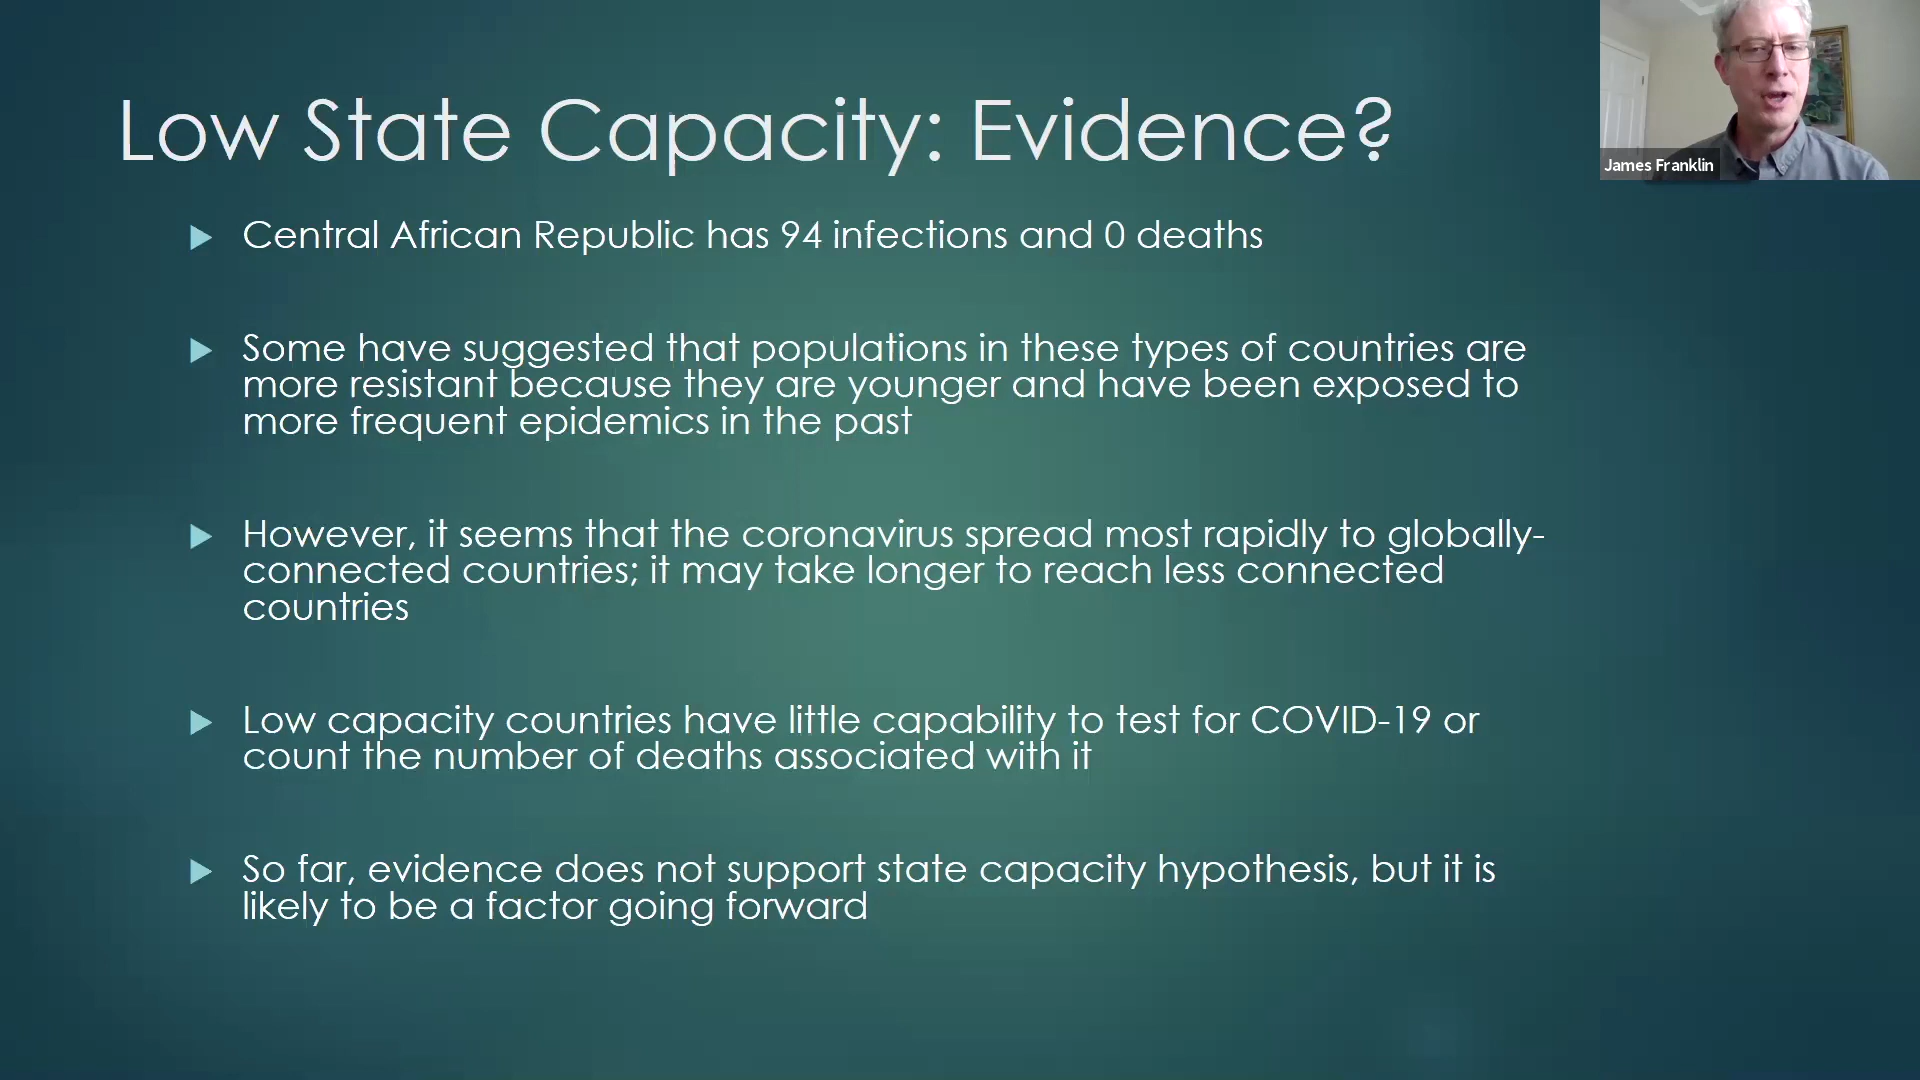 Low State Capacity: Evidence?
James Franklin
Central African Republic has 94 infections and 0 deaths
Some have suggested that populations in these types of countries are
more resistant because they are younger and have been exposed to
more frequent epidemics in the past
However, it seems that the coronavirus spread most rapidly to globally-
connected countries; it may take longer to reach less connected
countries
Low capacity countries have little capability to test for COVID-19 or
count the number of deaths associated with it
So far, evidence does not support state capacity hypothesis, but it is
likely to be a factor going forward